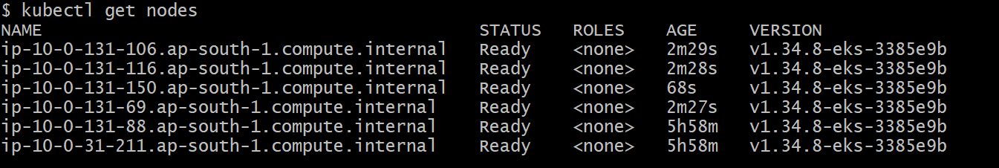 $ kubectl get nodes
NAME                                         STATUS   ROLES    AGE     VERSION
ip-10-0-131-106.ap-south-1.compute.internal   Ready    <none>   2m29s   v1.34.8-eks-3385e9b
ip-10-0-131-116.ap-south-1.compute.internal   Ready    <none>   2m28s   v1.34.8-eks-3385e9b
ip-10-0-131-150.ap-south-1.compute.internal   Ready    <none>   68s     v1.34.8-eks-3385e9b
ip-10-0-131-69.ap-south-1.compute.internal    Ready    <none>   2m27s   v1.34.8-eks-3385e9b
ip-10-0-131-88.ap-south-1.compute.internal    Ready    <none>   5h58m   v1.34.8-eks-3385e9b
ip-10-0-31-211.ap-south-1.compute.internal    Ready    <none>   5h58m   v1.34.8-eks-3385e9b